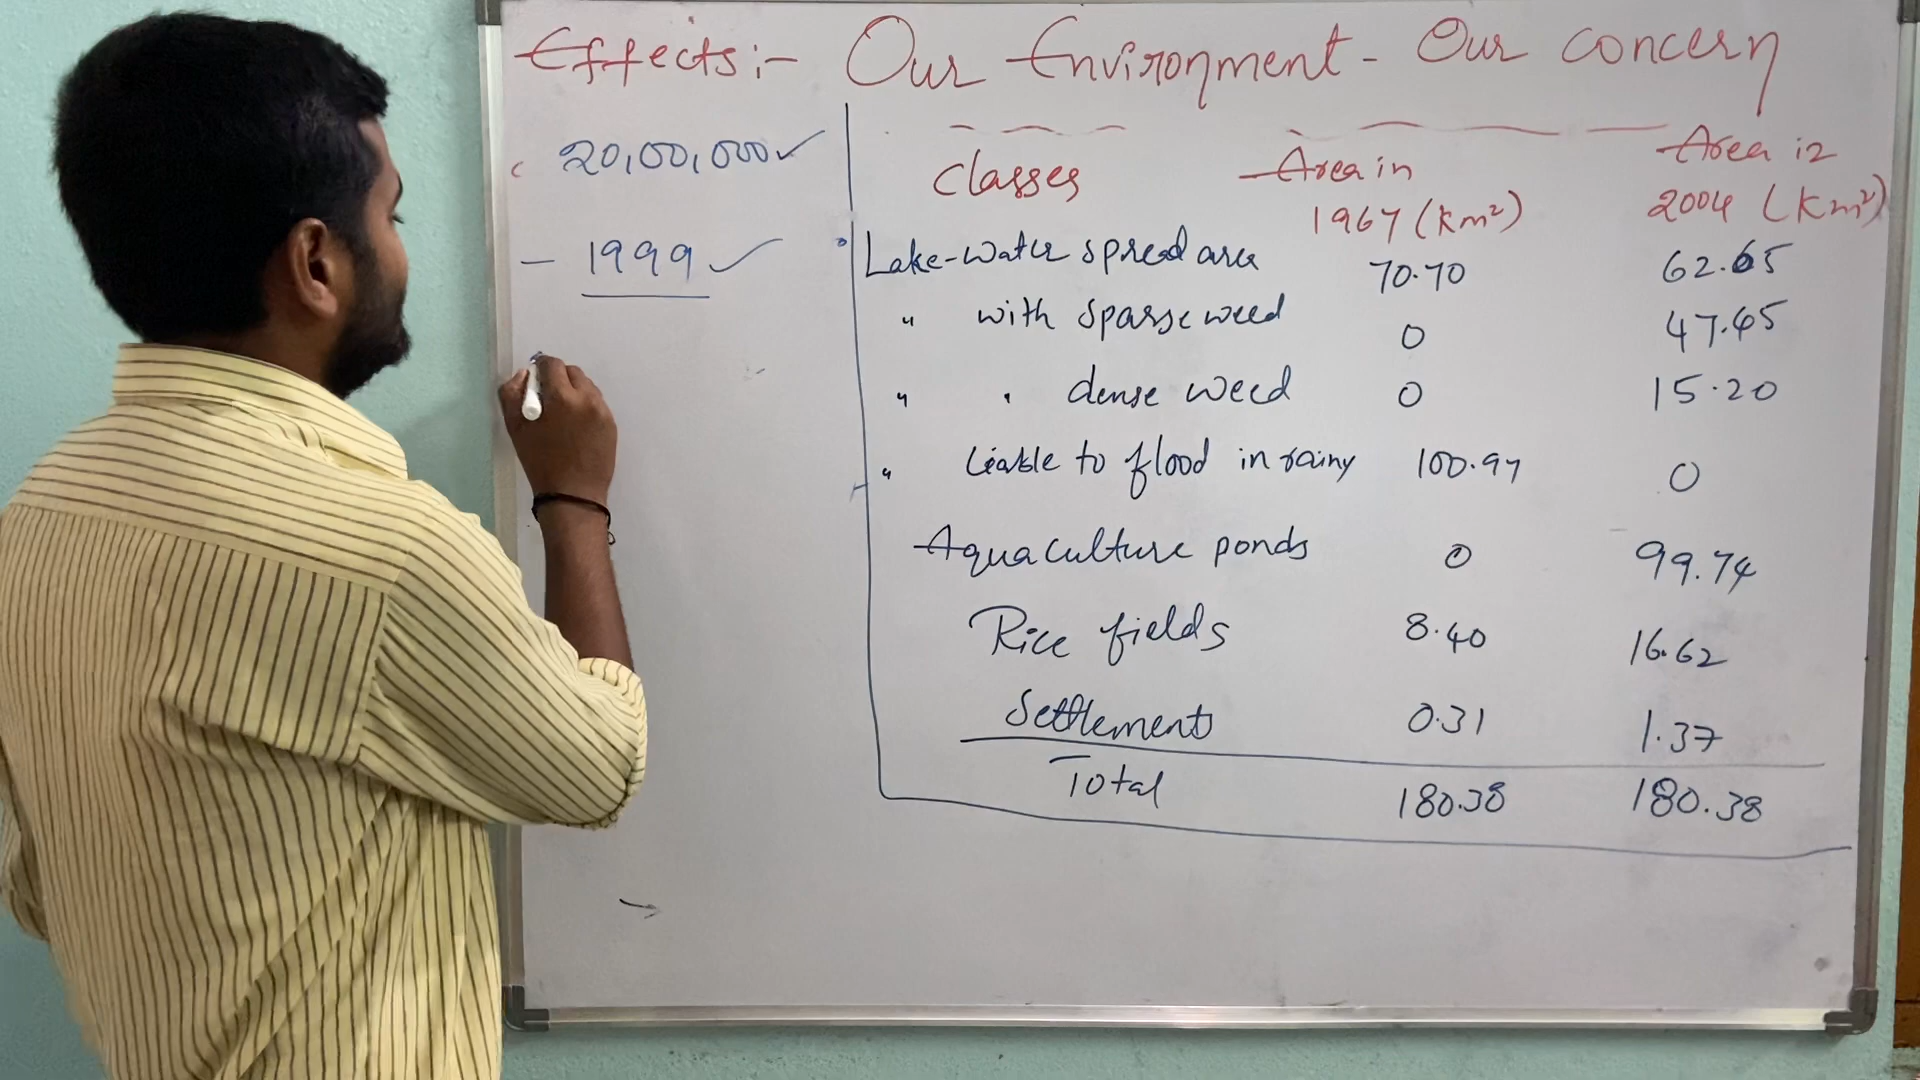 Effects:- Our Environment - Our concern
20,00,000 ✓
- 1999 ✓
Classes Area in 1967 (km²) Area in 2004 (Km²)
Lake-Water spread area 70.70 62.65
" with sparse weed 0 47.45
" " dense weed 0 15.20
" Liable to flood in rainy 100.97 0
Aquaculture ponds 0 99.74
Rice fields 8.40 16.62
Settlements 0.31 1.37
Total 180.38 180.38
→